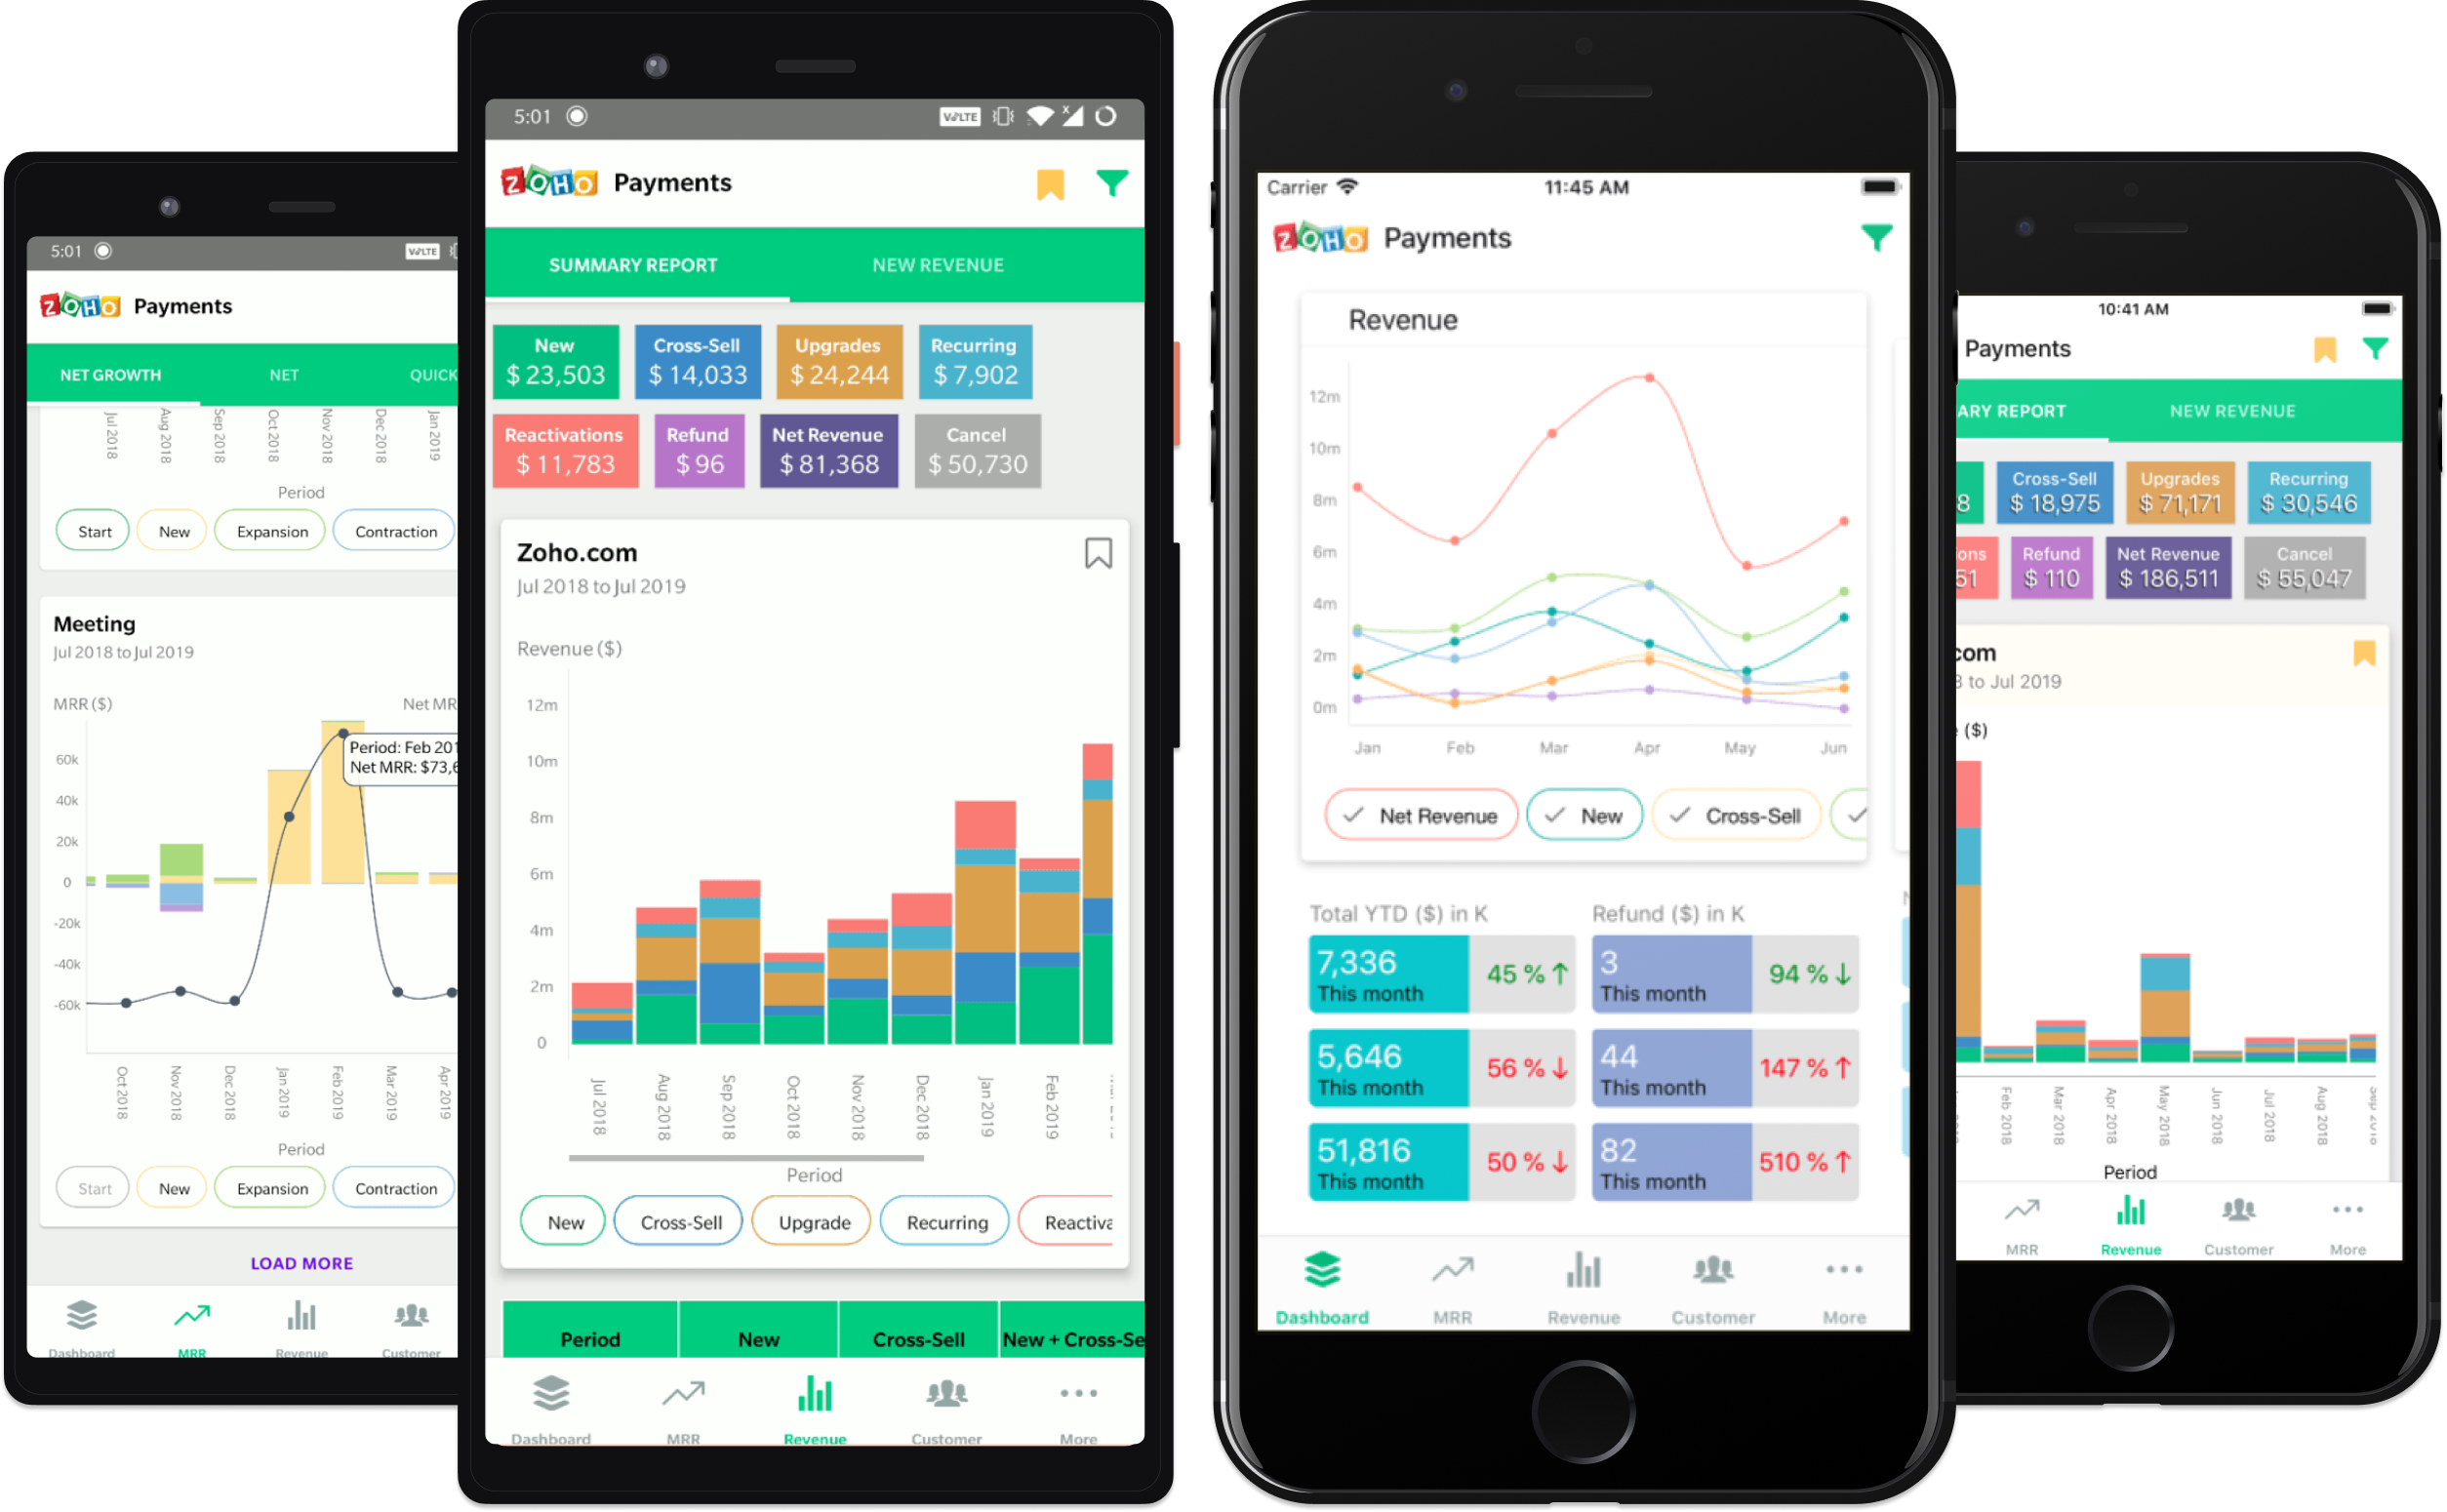 5:01 VoLTE
ZOHO Payments
NET GROWTH NET QUICK
Jul 2018 Aug 2018 Sep 2018 Oct 2018 Nov 2018 Dec 2018 Jan 2019
Period
Start New Expansion Contraction
Meeting
Jul 2018 to Jul 2019
MRR ($) Net MR
60k
40k
20k
0
-20k
-40k
-60k
Period: Feb 201
Net MRR: $73,6
Oct 2018 Nov 2018 Dec 2018 Jan 2019 Feb 2019 Mar 2019 Apr 2019
Period
Start New Expansion Contraction
LOAD MORE
Dashboard MRR Revenue Customer
5:01 VoLTE
ZOHO Payments
SUMMARY REPORT NEW REVENUE
New Cross-Sell Upgrades Recurring
$ 23,503 $ 14,033 $ 24,244 $ 7,902
Reactivations Refund Net Revenue Cancel
$ 11,783 $ 96 $ 81,368 $ 50,730
Zoho.com
Jul 2018 to Jul 2019
Revenue ($)
12m
10m
8m
6m
4m
2m
0
Jul 2018 Aug 2018 Sep 2018 Oct 2018 Nov 2018 Dec 2018 Jan 2019 Feb 2019
Period
New Cross-Sell Upgrade Recurring Reactiva
Period New Cross-Sell New + Cross-Se
Dashboard MRR Revenue Customer More
Carrier 11:45 AM
ZOHO Payments
Revenue
12m
10m
8m
6m
4m
2m
0m
Jan Feb Mar Apr May Jun
Net Revenue New Cross-Sell
Total YTD ($) in K Refund ($) in K
7,336 45 % ↑ 3 94 % ↓
This month This month
5,646 56 % ↓ 44 147 % ↑
This month This month
51,816 50 % ↓ 82 510 % ↑
This month This month
Dashboard MRR Revenue Customer More
10:41 AM
Payments
ARY REPORT NEW REVENUE
Cross-Sell Upgrades Recurring
8 $ 18,975 $ 71,171 $ 30,546
ons Refund Net Revenue Cancel
51 $ 110 $ 186,511 $ 55,047
com
8 to Jul 2019
($)
Feb 2018 Mar 2018 Apr 2018 May 2018 Jun 2018 Jul 2018 Aug 2018 Sep 2018
Period
MRR Revenue Customer More